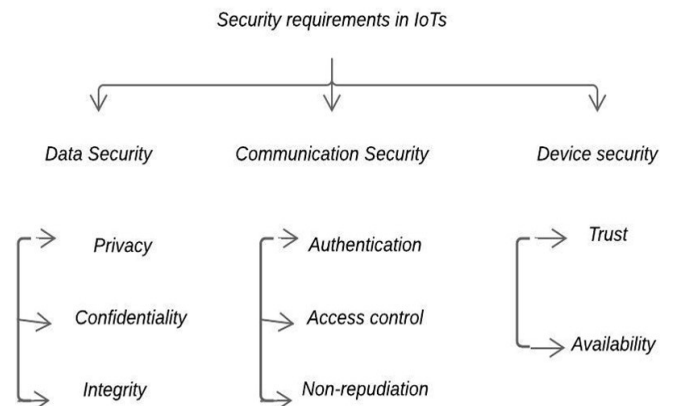 Security requirements in IoTs
Data Security
Communication Security
Device security
Privacy
Authentication
Trust
Confidentiality
Access control
Availability
Integrity
Non-repudiation